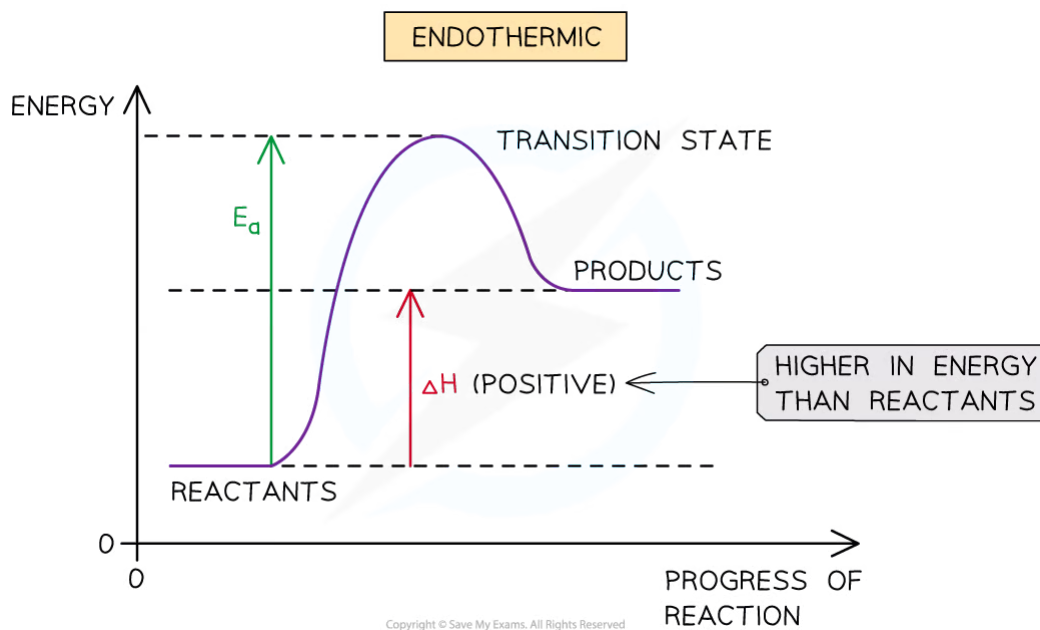 ENDOTHERMIC
ENERGY
TRANSITION STATE
Ea
PRODUCTS
ΔH (POSITIVE)
HIGHER IN ENERGY
THAN REACTANTS
REACTANTS
0
0
PROGRESS OF
REACTION
Copyright © Save My Exams. All Rights Reserved